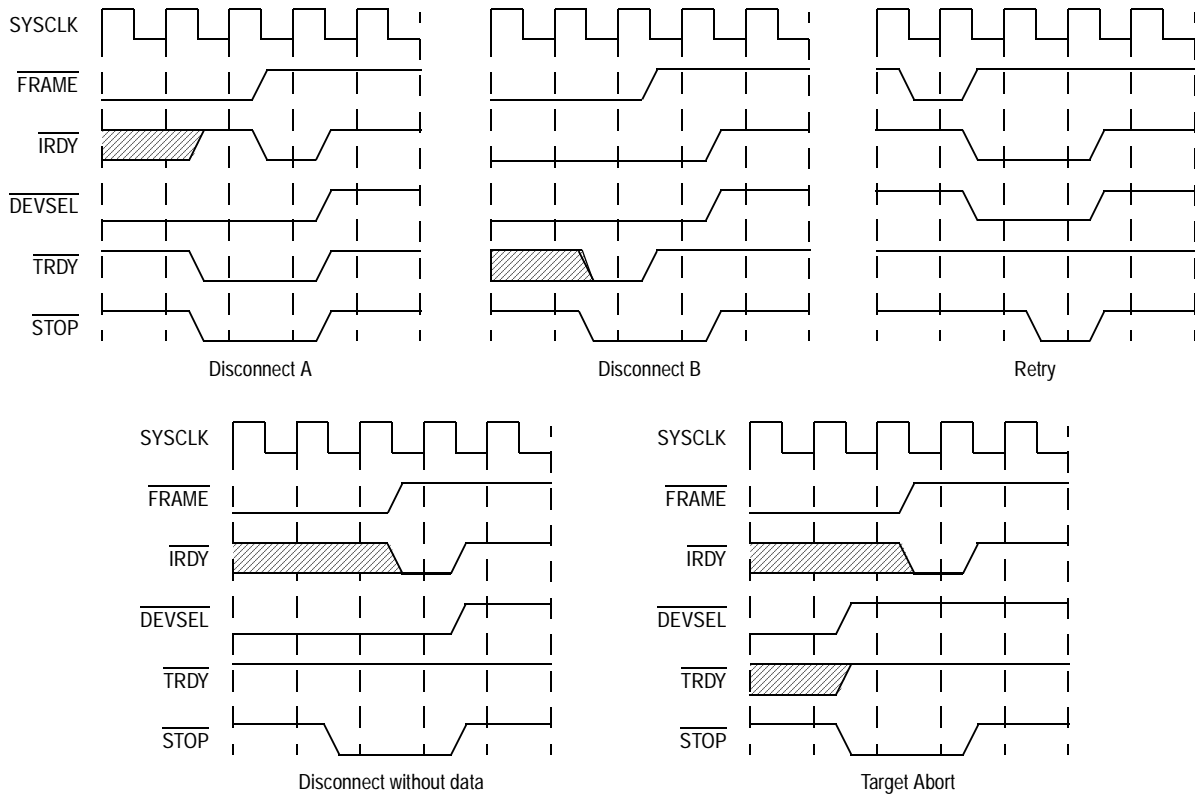 SYSCLK
FRAME
IRDY
DEVSEL
TRDY
STOP
Disconnect A
Disconnect B
Retry
SYSCLK
FRAME
IRDY
DEVSEL
TRDY
STOP
Disconnect without data
SYSCLK
FRAME
IRDY
DEVSEL
TRDY
STOP
Target Abort